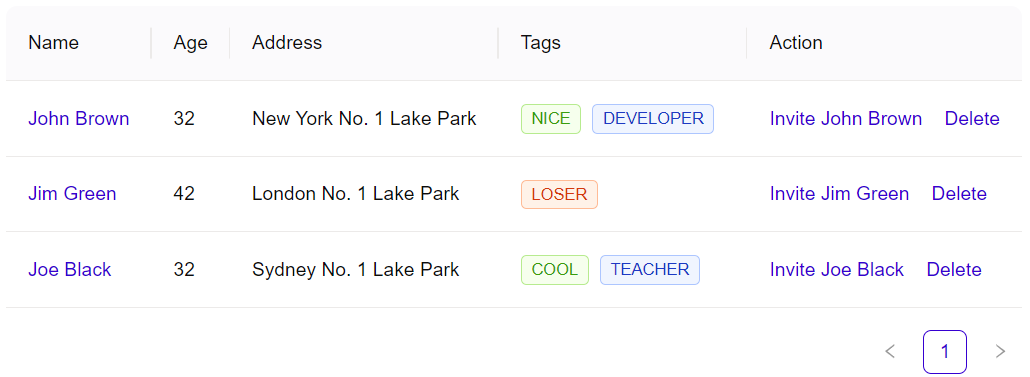 Name Age Address Tags Action
John Brown 32 New York No. 1 Lake Park NICE DEVELOPER Invite John Brown Delete
Jim Green 42 London No. 1 Lake Park LOSER Invite Jim Green Delete
Joe Black 32 Sydney No. 1 Lake Park COOL TEACHER Invite Joe Black Delete
1